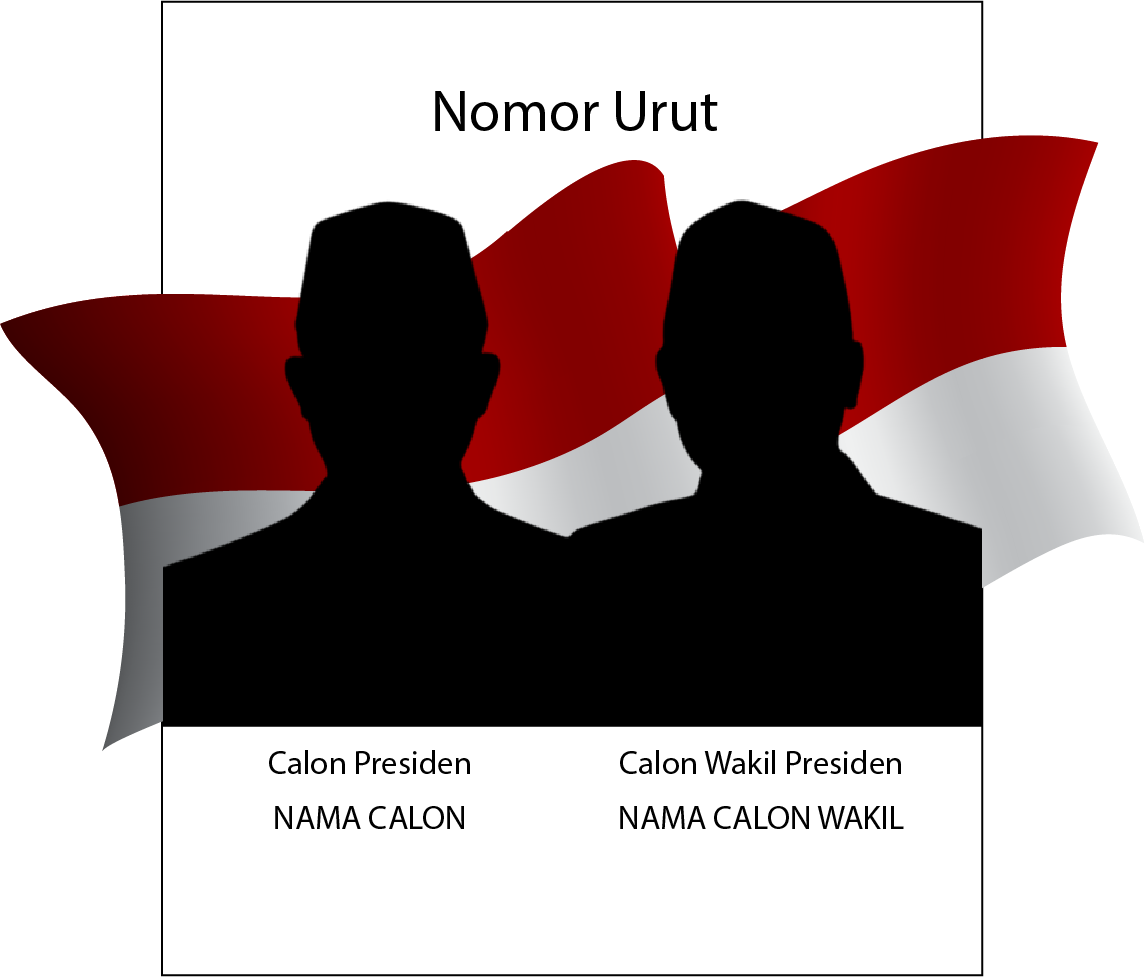 Nomor Urut
Calon Presiden
Calon Wakil Presiden
NAMA CALON
NAMA CALON WAKIL